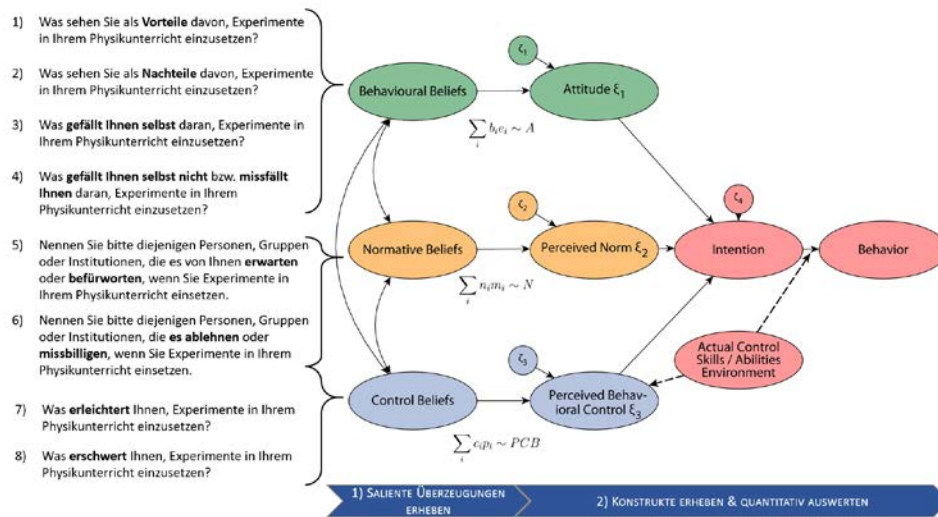 1) Was sehen Sie als Vorteile davon, Experimente
in Ihrem Physikunterricht einzusetzen?
2) Was sehen Sie als Nachteile davon, Experimente
in Ihrem Physikunterricht einzusetzen?
3) Was gefällt Ihnen selbst daran, Experimente in
Ihrem Physikunterricht einzusetzen?
4) Was gefällt Ihnen selbst nicht bzw. missfällt
Ihnen daran, Experimente in Ihrem
Physikunterricht einzusetzen?
5) Nennen Sie bitte diejenigen Personen, Gruppen
oder Institutionen, die es von Ihnen erwarten
oder befürworten, wenn Sie Experimente in
Ihrem Physikunterricht einsetzen.
6) Nennen Sie bitte diejenigen Personen, Gruppen
oder Institutionen, die es ablehnen oder
missbilligen, wenn Sie Experimente in Ihrem
Physikunterricht einsetzen.
7) Was erleichtert Ihnen, Experimente in Ihrem
Physikunterricht einzusetzen?
8) Was erschwert Ihnen, Experimente in Ihrem
Physikunterricht einzusetzen?
ζ₁
Behavioural Beliefs
Attitude ξ₁
∑ᵢ bᵢeᵢ ~ A
ζ₂
ζ₄
Normative Beliefs
Perceived Norm ξ₂
Intention
Behavior
∑ᵢ nᵢmᵢ ~ N
ζ₃
Actual Control
Skills / Abilities
Environment
Control Beliefs
Perceived Behav-
ioral Control ξ₃
∑ᵢ cᵢpᵢ ~ PCB
1) SALIENTE ÜBERZEUGUNGEN
ERHEBEN
2) KONSTRUKTE ERHEBEN & QUANTITATIV AUSWERTEN